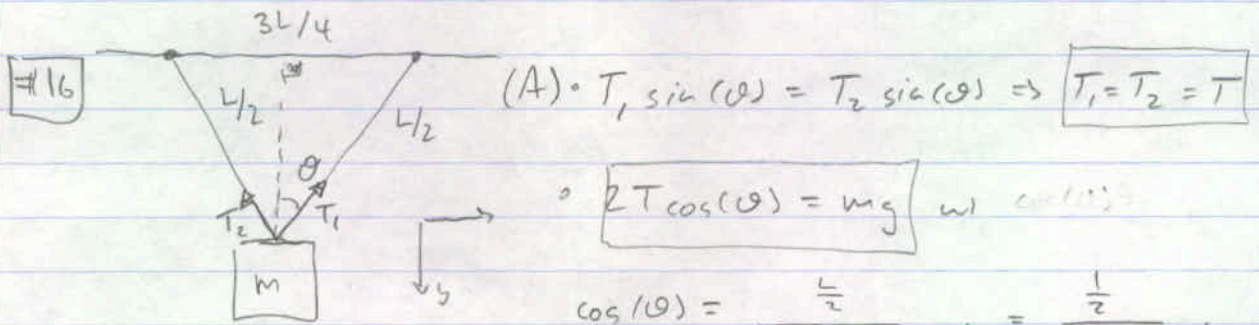 3L/4
#16
L/2
L/2
(A) • T₁ sin(θ) = T₂ sin(θ) => T₁ = T₂ = T
θ
T₂
T₁
• 2T cos(θ) = mg w/
m
y
cos(θ) = L/2 = 1/2